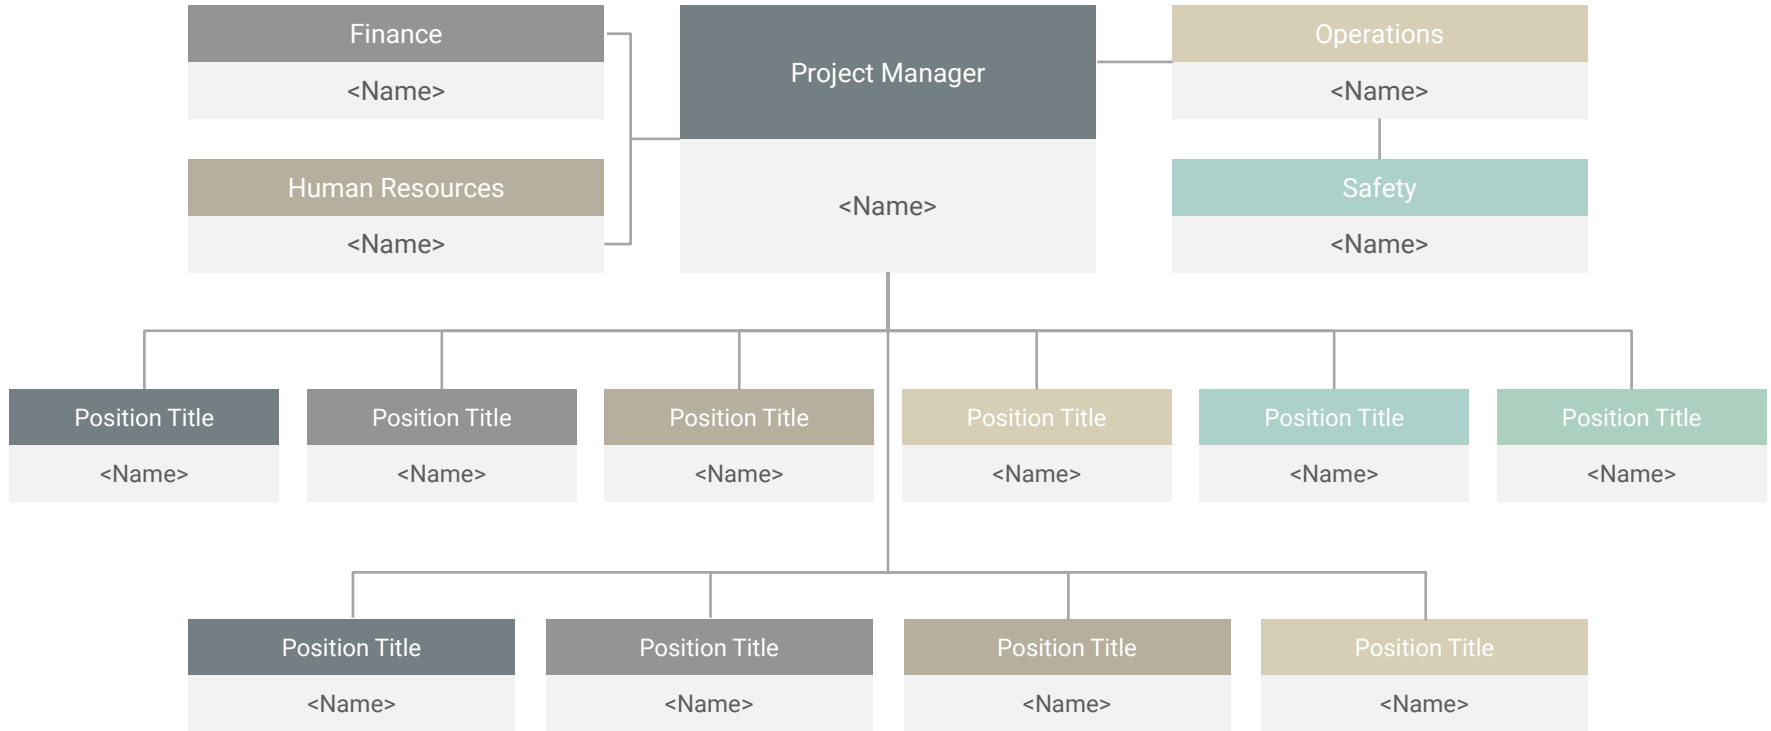 Finance
<Name>
Project Manager
<Name>
Operations
<Name>
Human Resources
<Name>
Safety
<Name>
Position Title
<Name>
Position Title
<Name>
Position Title
<Name>
Position Title
<Name>
Position Title
<Name>
Position Title
<Name>
Position Title
<Name>
Position Title
<Name>
Position Title
<Name>
Position Title
<Name>